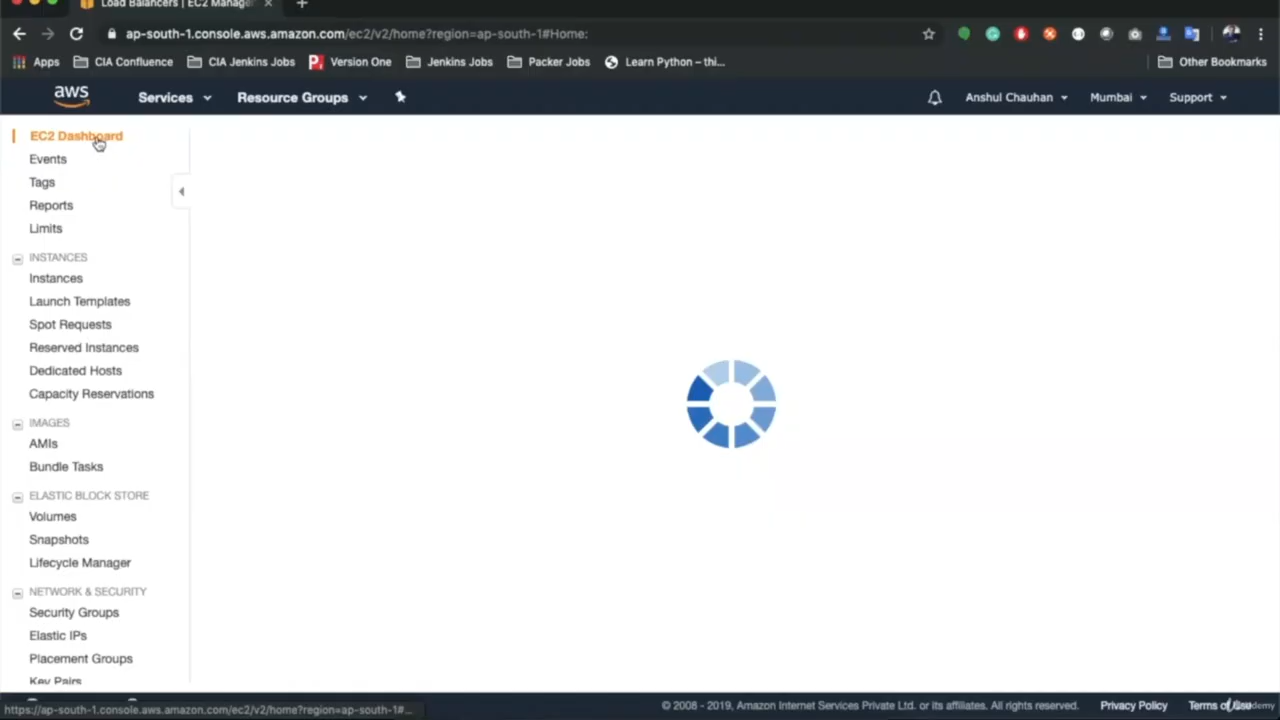 Load Balancers | EC2 Manage
ap-south-1.console.aws.amazon.com/ec2/v2/home?region=ap-south-1#Home:
Apps CIA Confluence CIA Jenkins Jobs Version One Jenkins Jobs Packer Jobs Learn Python – thi... Other Bookmarks
aws Services Resource Groups Anshul Chauhan Mumbai Support
EC2 Dashboard
Events
Tags
Reports
Limits
INSTANCES
Instances
Launch Templates
Spot Requests
Reserved Instances
Dedicated Hosts
Capacity Reservations
IMAGES
AMIs
Bundle Tasks
ELASTIC BLOCK STORE
Volumes
Snapshots
Lifecycle Manager
NETWORK & SECURITY
Security Groups
Elastic IPs
Placement Groups
Key Pairs
https://ap-south-1.console.aws.amazon.com/ec2/v2/home?region=ap-south-1#... © 2008 - 2019, Amazon Internet Services Private Ltd. or its affiliates. All rights reserved. Privacy Policy Terms of